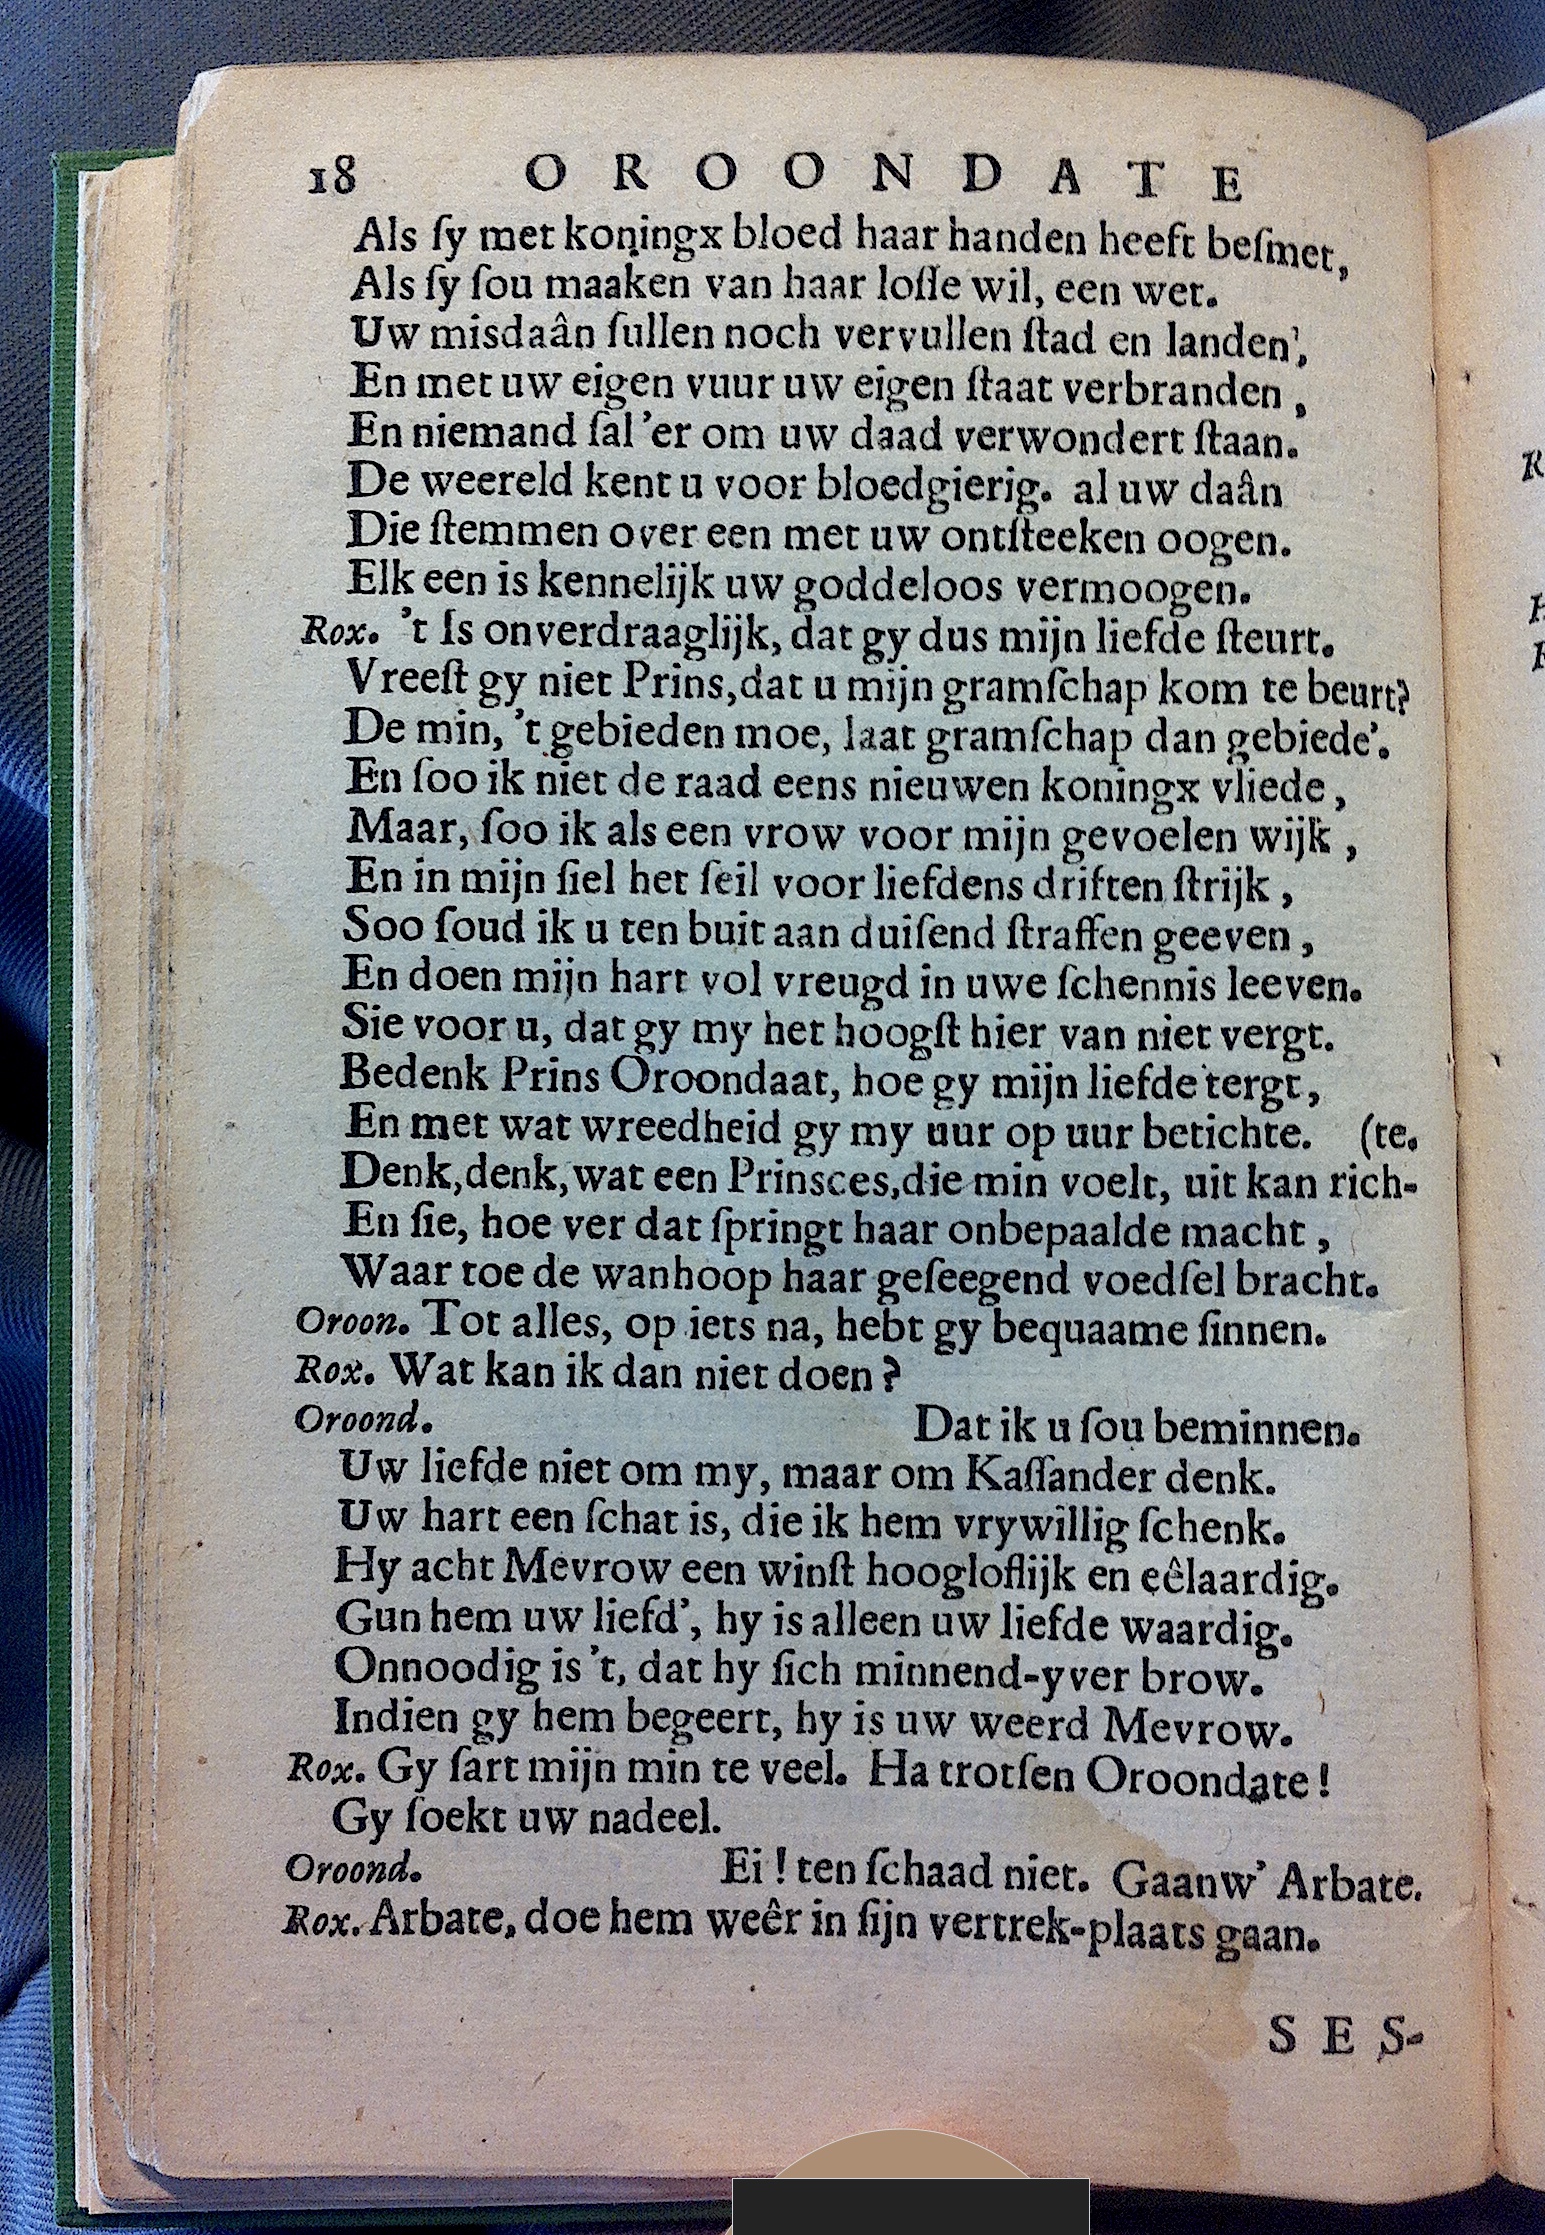 18 OROONDATE
Als ſy met koningx bloed haar handen heeft beſmet,
Als ſy ſou maaken van haar loſſe wil, een wet.
Uw misdaân ſullen noch vervullen ſtad en landen',
En met uw eigen vuur uw eigen ſtaat verbranden,
En niemand ſal 'er om uw daad verwondert ſtaan.
De weereld kent u voor bloedgierig. al uw daân
Die ſtemmen over een met uw ontſteeken oogen.
Elk een is kennelijk uw goddeloos vermoogen.
Rox. 't Is onverdraaglijk, dat gy dus mijn liefde ſteurt.
Vreeſt gy niet Prins, dat u mijn gramſchap kom te beurt?
De min, 't gebieden moe, laat gramſchap dan gebiede'.
En ſoo ik niet de raad eens nieuwen koningx vliede,
Maar, ſoo ik als een vrow voor mijn gevoelen wijk,
En in mijn ſiel het ſeil voor liefdens driften ſtrijk,
Soo ſoud ik u ten buit aan duiſend ſtraffen geeven,
En doen mijn hart vol vreugd in uwe ſchennis leeven.
Sie voor u, dat gy my het hoogſt hier van niet vergt.
Bedenk Prins Oroondaat, hoe gy mijn liefde tergt,
En met wat wreedheid gy my uur op uur betichte. (te.
Denk, denk, wat een Prinsces, die min voelt, uit kan rich-
En ſie, hoe ver dat ſpringt haar onbepaalde macht,
Waar toe de wanhoop haar geſeegend voedſel bracht.
Oroon. Tot alles, op iets na, hebt gy bequaame ſinnen.
Rox. Wat kan ik dan niet doen?
Oroond. Dat ik u ſou beminnen.
Uw liefde niet om my, maar om Kaſſander denk.
Uw hart een ſchat is, die ik hem vrywillig ſchenk.
Hy acht Mevrow een winſt hoogloflijk en eêlaardig.
Gun hem uw liefd', hy is alleen uw liefde waardig.
Onnoodig is 't, dat hy ſich minnend-yver brow.
Indien gy hem begeert, hy is uw weerd Mevrow.
Rox. Gy ſart mijn min te veel. Ha trotſen Oroondate!
Gy ſoekt uw nadeel.
Oroond. Ei! ten ſchaad niet. Gaanw' Arbate.
Rox. Arbate, doe hem weêr in ſijn vertrek-plaats gaan.
SES-